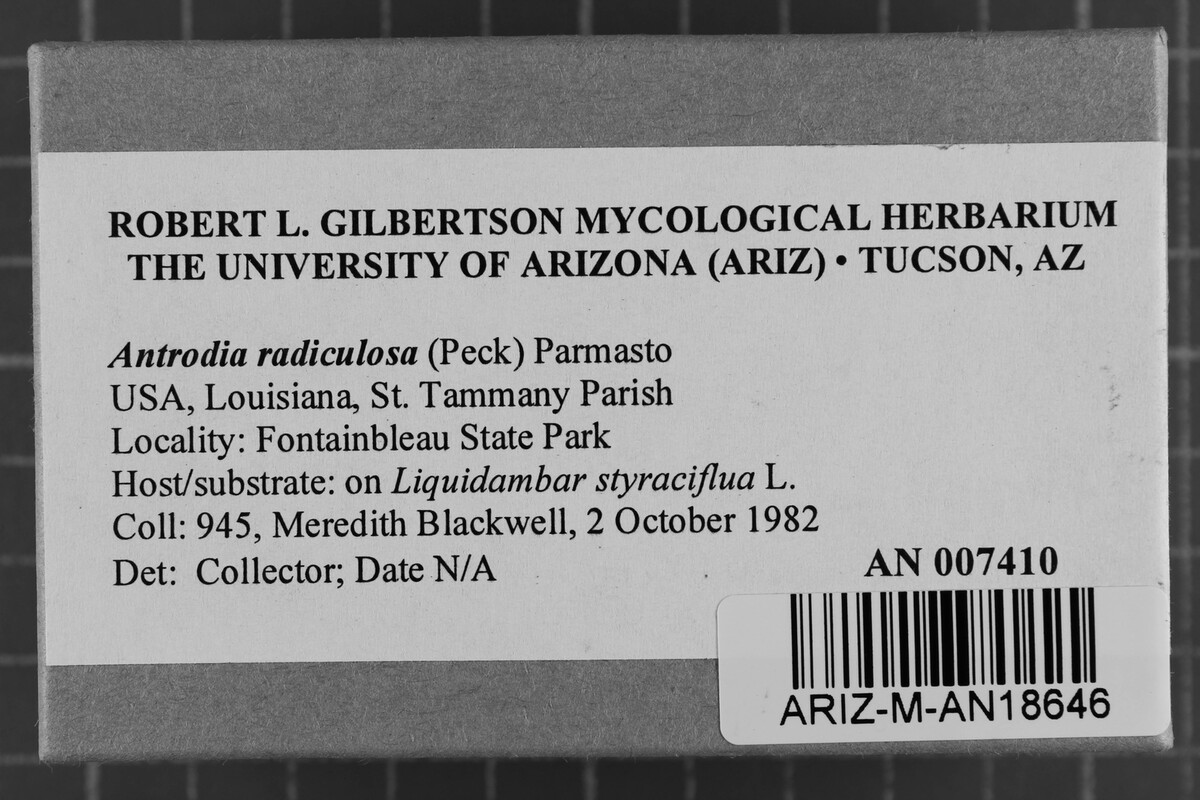 ROBERT L. GILBERTSON MYCOLOGICAL HERBARIUM
THE UNIVERSITY OF ARIZONA (ARIZ) • TUCSON, AZ
Antrodia radiculosa (Peck) Parmasto
USA, Louisiana, St. Tammany Parish
Locality: Fontainbleau State Park
Host/substrate: on Liquidambar styraciflua L.
Coll: 945, Meredith Blackwell, 2 October 1982
Det: Collector; Date N/A
AN 007410
ARIZ-M-AN18646